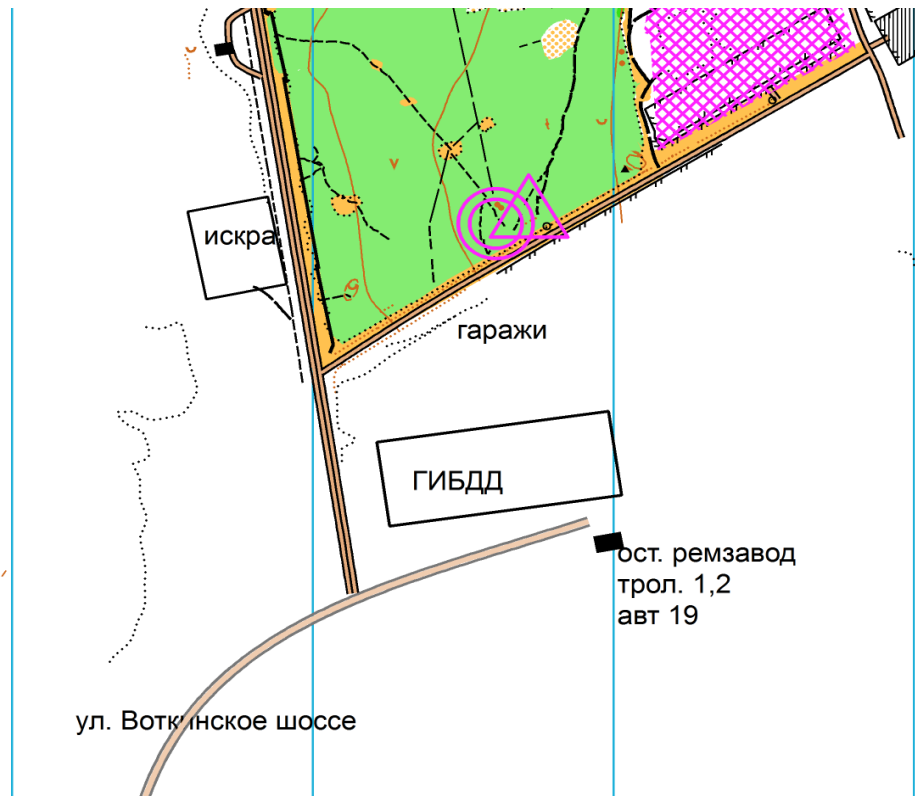 искра
гаражи
ГИБДД
ост. ремзавод
трол. 1,2
авт 19
ул. Воткинское шоссе